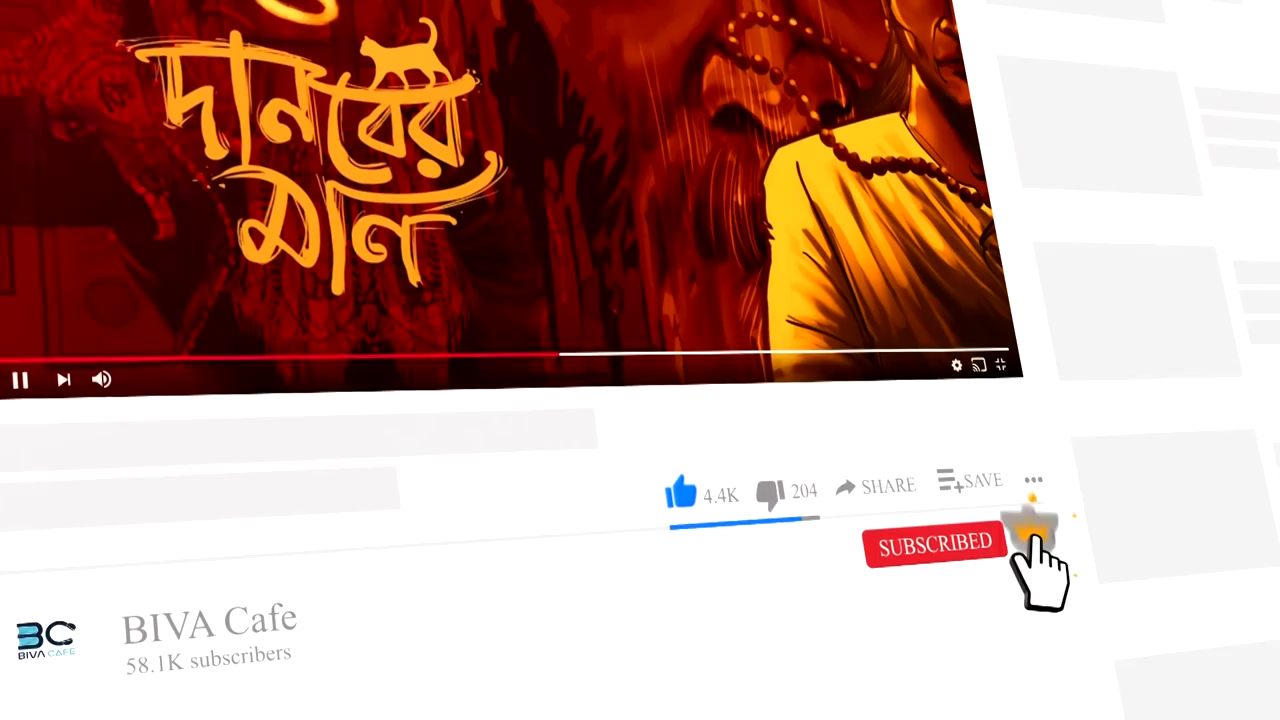 দানবের
মান
4.4K 204 SHARE SAVE
SUBSCRIBED
BC
BIVA CAFE
BIVA Cafe
58.1K subscribers